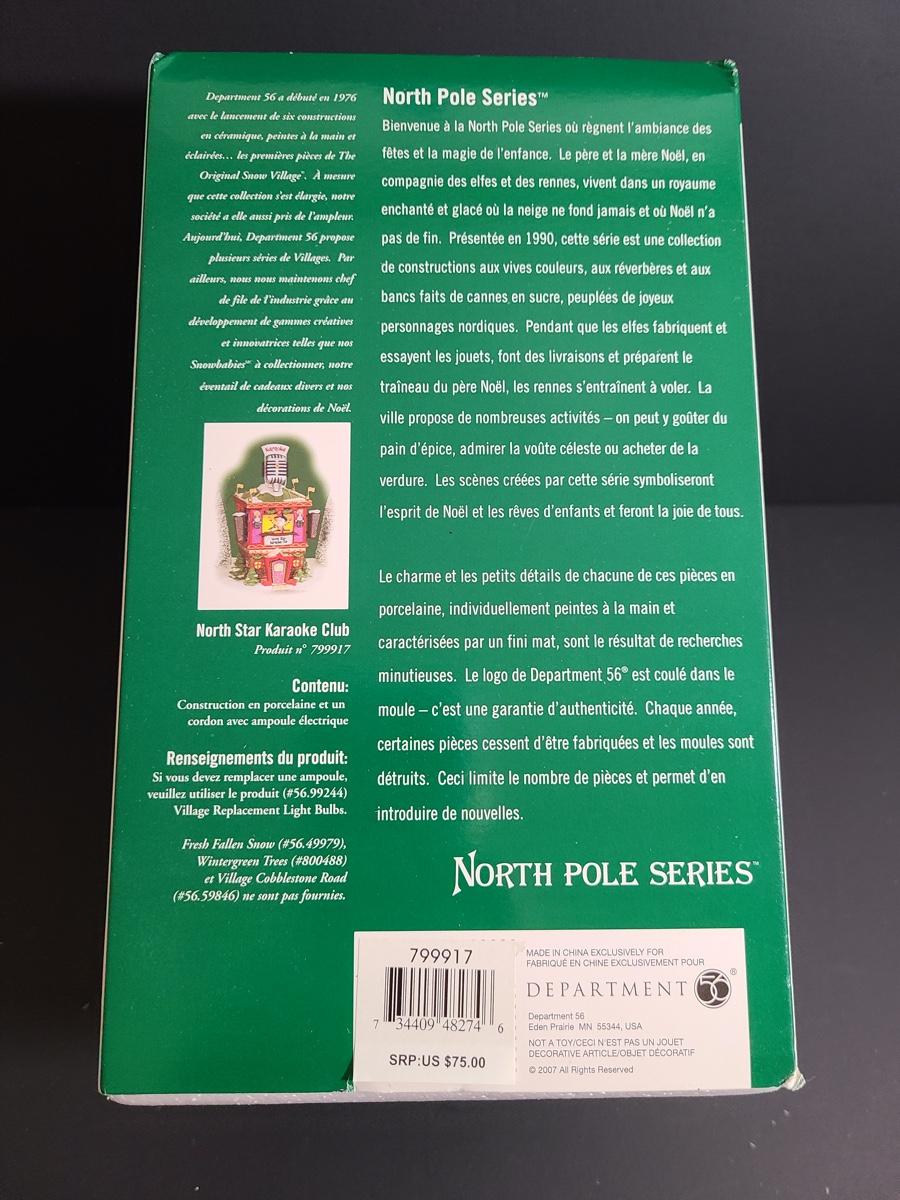 Department 56 a débuté en 1976
avec le lancement de six constructions
en céramique, peintes à la main et
éclairées... les premières pièces de The
Original Snow Village®. À mesure
que cette collection s'est élargie, notre
société a elle aussi pris de l'ampleur.
Aujourd'hui, Department 56 propose
plusieurs séries de Villages. Par
ailleurs, nous nous maintenons chef
de file de l'industrie grâce au
développement de gammes créatives
et innovatrices telles que nos
Snowbabies™ à collectionner, notre
éventail de cadeaux divers et nos
décorations de Noël.
North Star Karaoke Club
Produit n° 799917
Contenu:
Construction en porcelaine et un
cordon avec ampoule électrique
Renseignements du produit:
Si vous devez remplacer une ampoule,
veuillez utiliser le produit (#56.99244)
Village Replacement Light Bulbs.
Fresh Fallen Snow (#56.49979),
Wintergreen Trees (#800488)
et Village Cobblestone Road
(#56.59846) ne sont pas fournies.
North Pole Series™
Bienvenue à la North Pole Series où règnent l'ambiance des
fêtes et la magie de l'enfance. Le père et la mère Noël, en
compagnie des elfes et des rennes, vivent dans un royaume
enchanté et glacé où la neige ne fond jamais et où Noël n'a
pas de fin. Présentée en 1990, cette série est une collection
de constructions aux vives couleurs, aux réverbères et aux
bancs faits de cannes en sucre, peuplées de joyeux
personnages nordiques. Pendant que les elfes fabriquent et
essayent les jouets, font des livraisons et préparent le
traîneau du père Noël, les rennes s'entraînent à voler. La
ville propose de nombreuses activités – on peut y goûter du
pain d'épice, admirer la voûte céleste ou acheter de la
verdure. Les scènes créées par cette série symboliseront
l'esprit de Noël et les rêves d'enfants et feront la joie de tous.
Le charme et les petits détails de chacune de ces pièces en
porcelaine, individuellement peintes à la main et
caractérisées par un fini mat, sont le résultat de recherches
minutieuses. Le logo de Department 56® est coulé dans le
moule – c'est une garantie d'authenticité. Chaque année,
certaines pièces cessent d'être fabriquées et les moules sont
détruits. Ceci limite le nombre de pièces et permet d'en
introduire de nouvelles.
NORTH POLE SERIES™
799917
7 34409 48274 6
SRP:US $75.00
MADE IN CHINA EXCLUSIVELY FOR
FABRIQUÉ EN CHINE EXCLUSIVEMENT POUR
DEPARTMENT 56®
Department 56
Eden Prairie MN 55344, USA
NOT A TOY/CECI N'EST PAS UN JOUET
DECORATIVE ARTICLE/OBJET DÉCORATIF
© 2007 All Rights Reserved